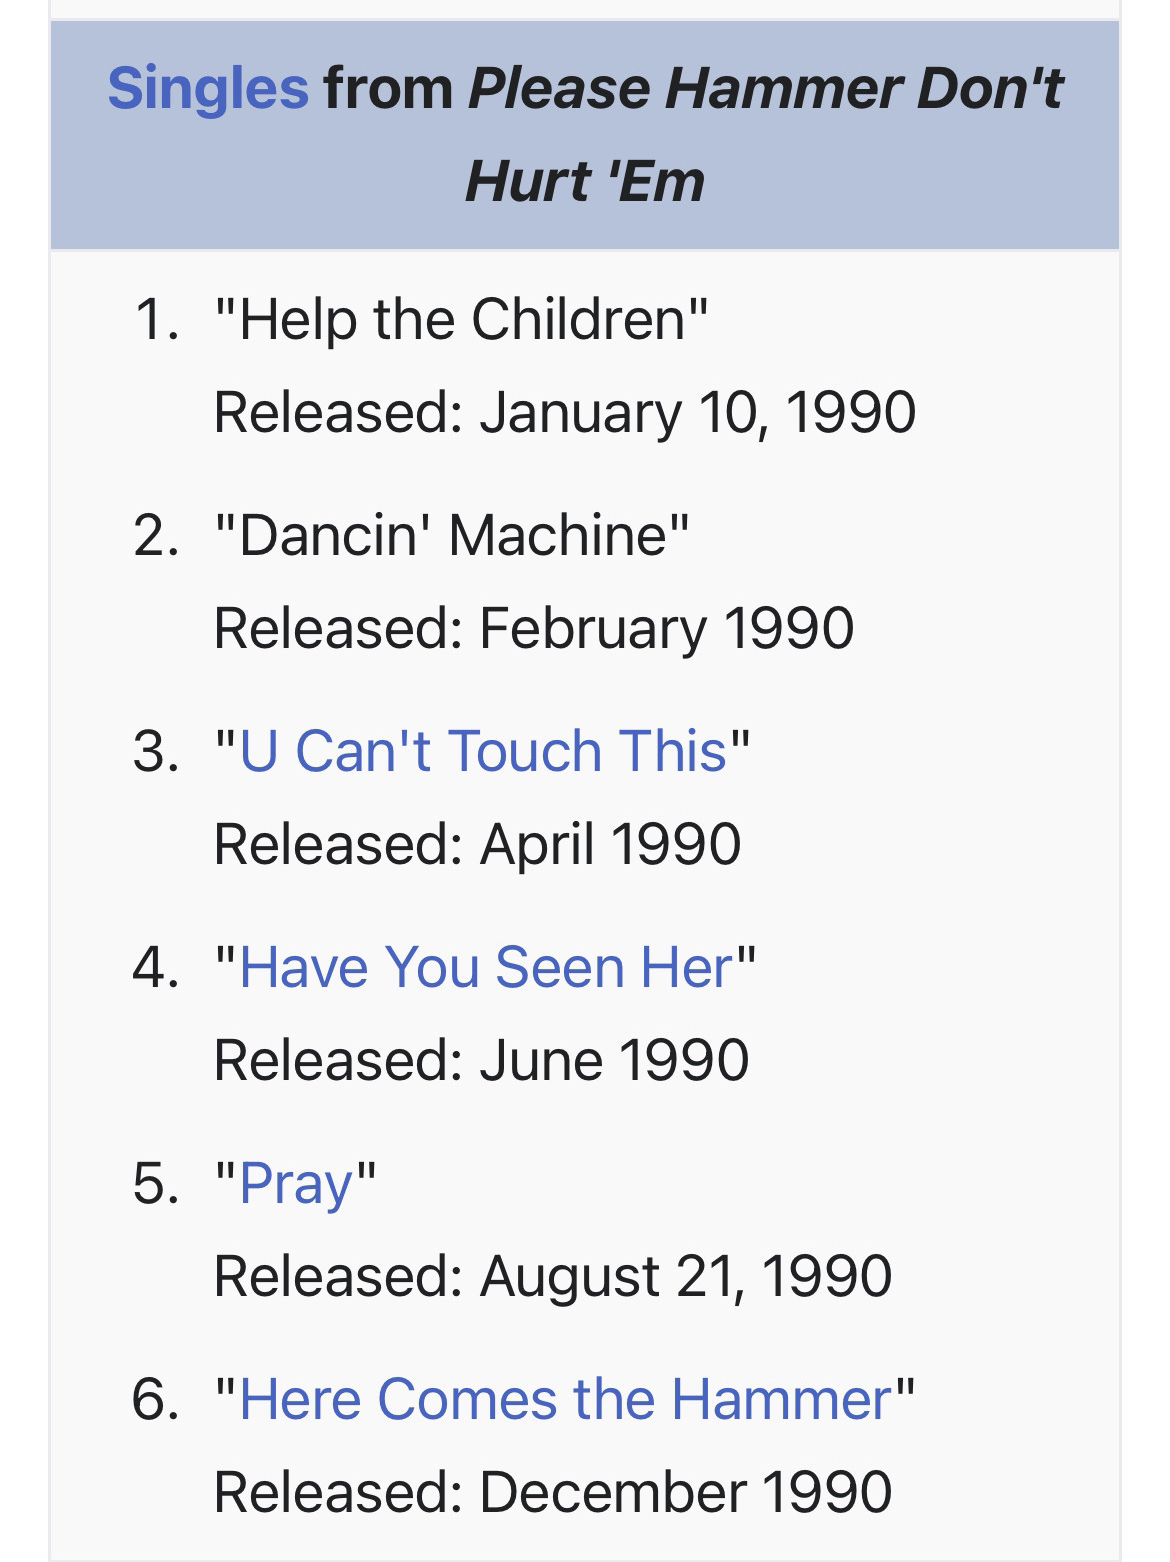 Singles from Please Hammer Don't
Hurt 'Em
1. "Help the Children"
Released: January 10, 1990
2. "Dancin' Machine"
Released: February 1990
3. "U Can't Touch This"
Released: April 1990
4. "Have You Seen Her"
Released: June 1990
5. "Pray"
Released: August 21, 1990
6. "Here Comes the Hammer"
Released: December 1990